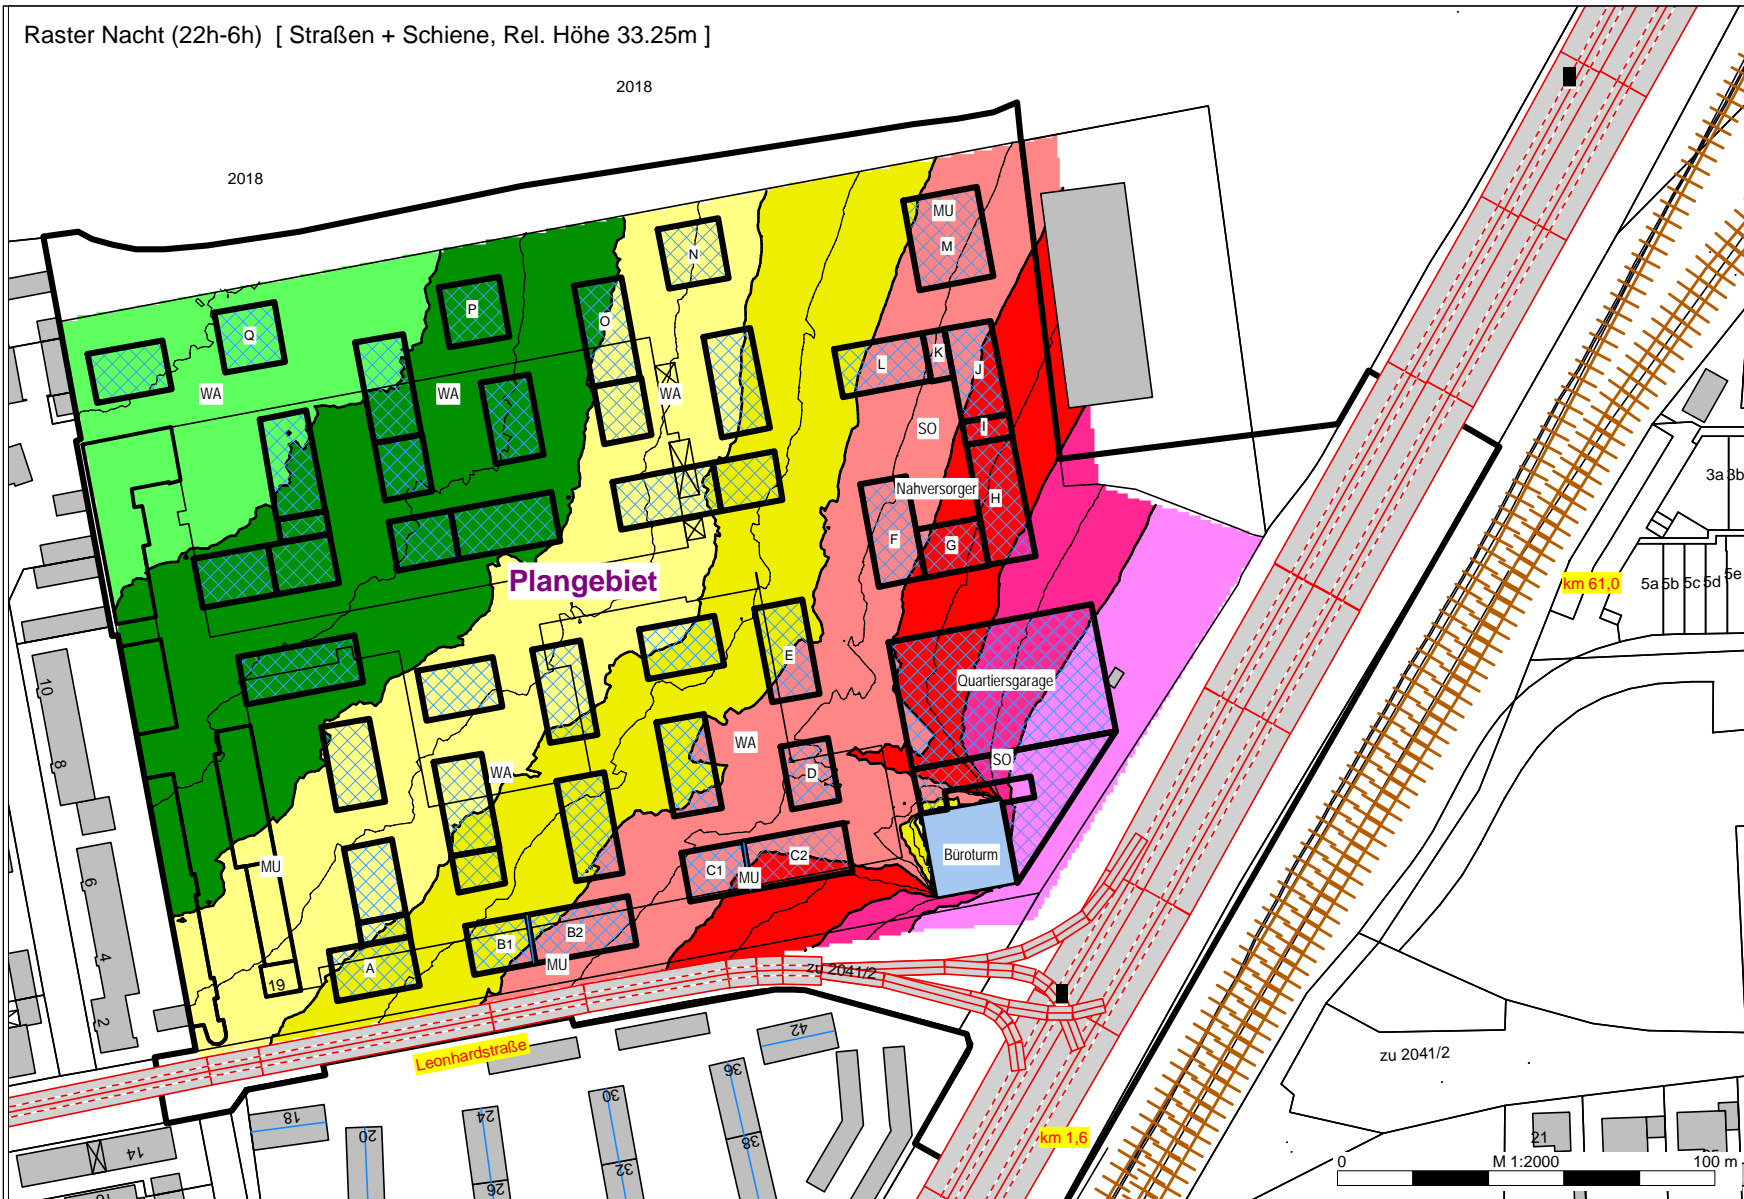 Raster Nacht (22h-6h)  [ Straßen + Schiene, Rel. Höhe 33.25m ]
2018
2018
MU
M
N
Q
P
O
WA
WA
WA
L
K
J
I
SO
Nahversorger
H
F
G
3a 3b
km 61,0
5a 5b 5c 5d 5e
Plangebiet
E
Quartiersgarage
10
8
WA
WA
D
SO
MU
C1
MU
C2
Büroturm
6
4
2
B1
B2
MU
A
19
zu 2041/2
Leonhardstraße
42
36
30
24
18
20
14
38
32
26
zu 2041/2
km 1,6
21
0
M 1:2000
100 m